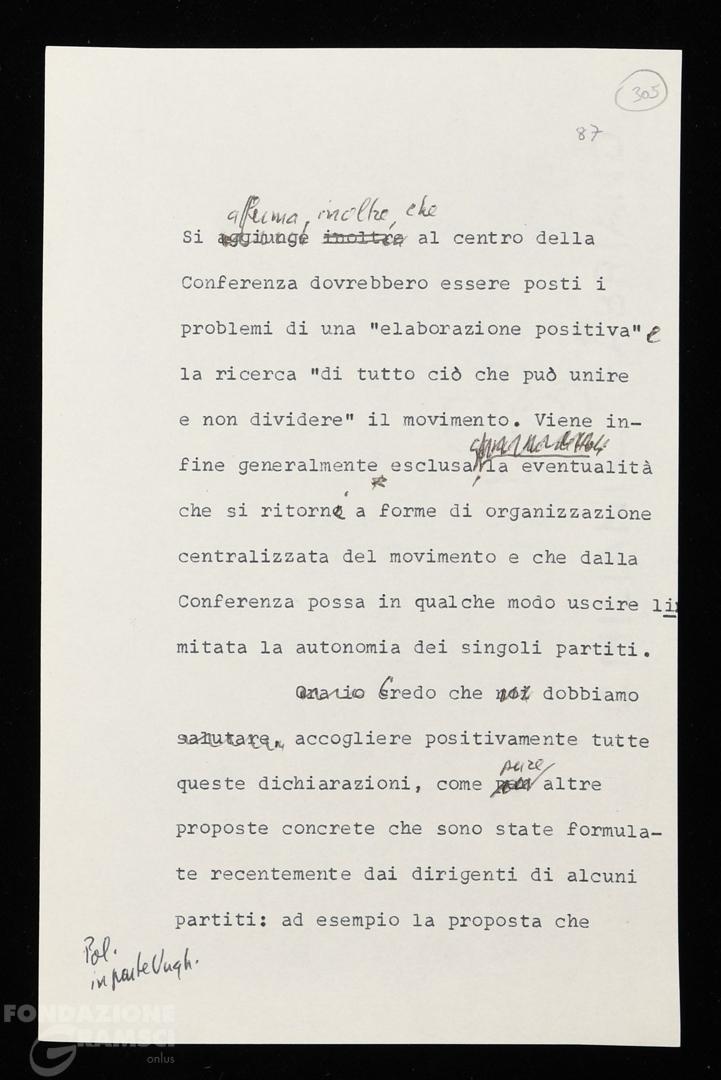 305
87
afferma, inoltre, che
Si aggiunge inoltre al centro della
Conferenza dovrebbero essere posti i
problemi di una "elaborazione positiva" e
la ricerca "di tutto ciò che può unire
e non dividere" il movimento. Viene in-
fine generalmente esclusa, la eventualità
che si ritorni a forme di organizzazione
centralizzata del movimento e che dalla
Conferenza possa in qualche modo uscire li
mitata la autonomia dei singoli partiti.
Orario Credo che noi dobbiamo
salutare, accogliere positivamente tutte
pure
queste dichiarazioni, come altre
proposte concrete che sono state formula-
te recentemente dai dirigenti di alcuni
partiti: ad esempio la proposta che
Pol.
in parte Ungh.
FONDAZIONE
GRAMSCI
onlus